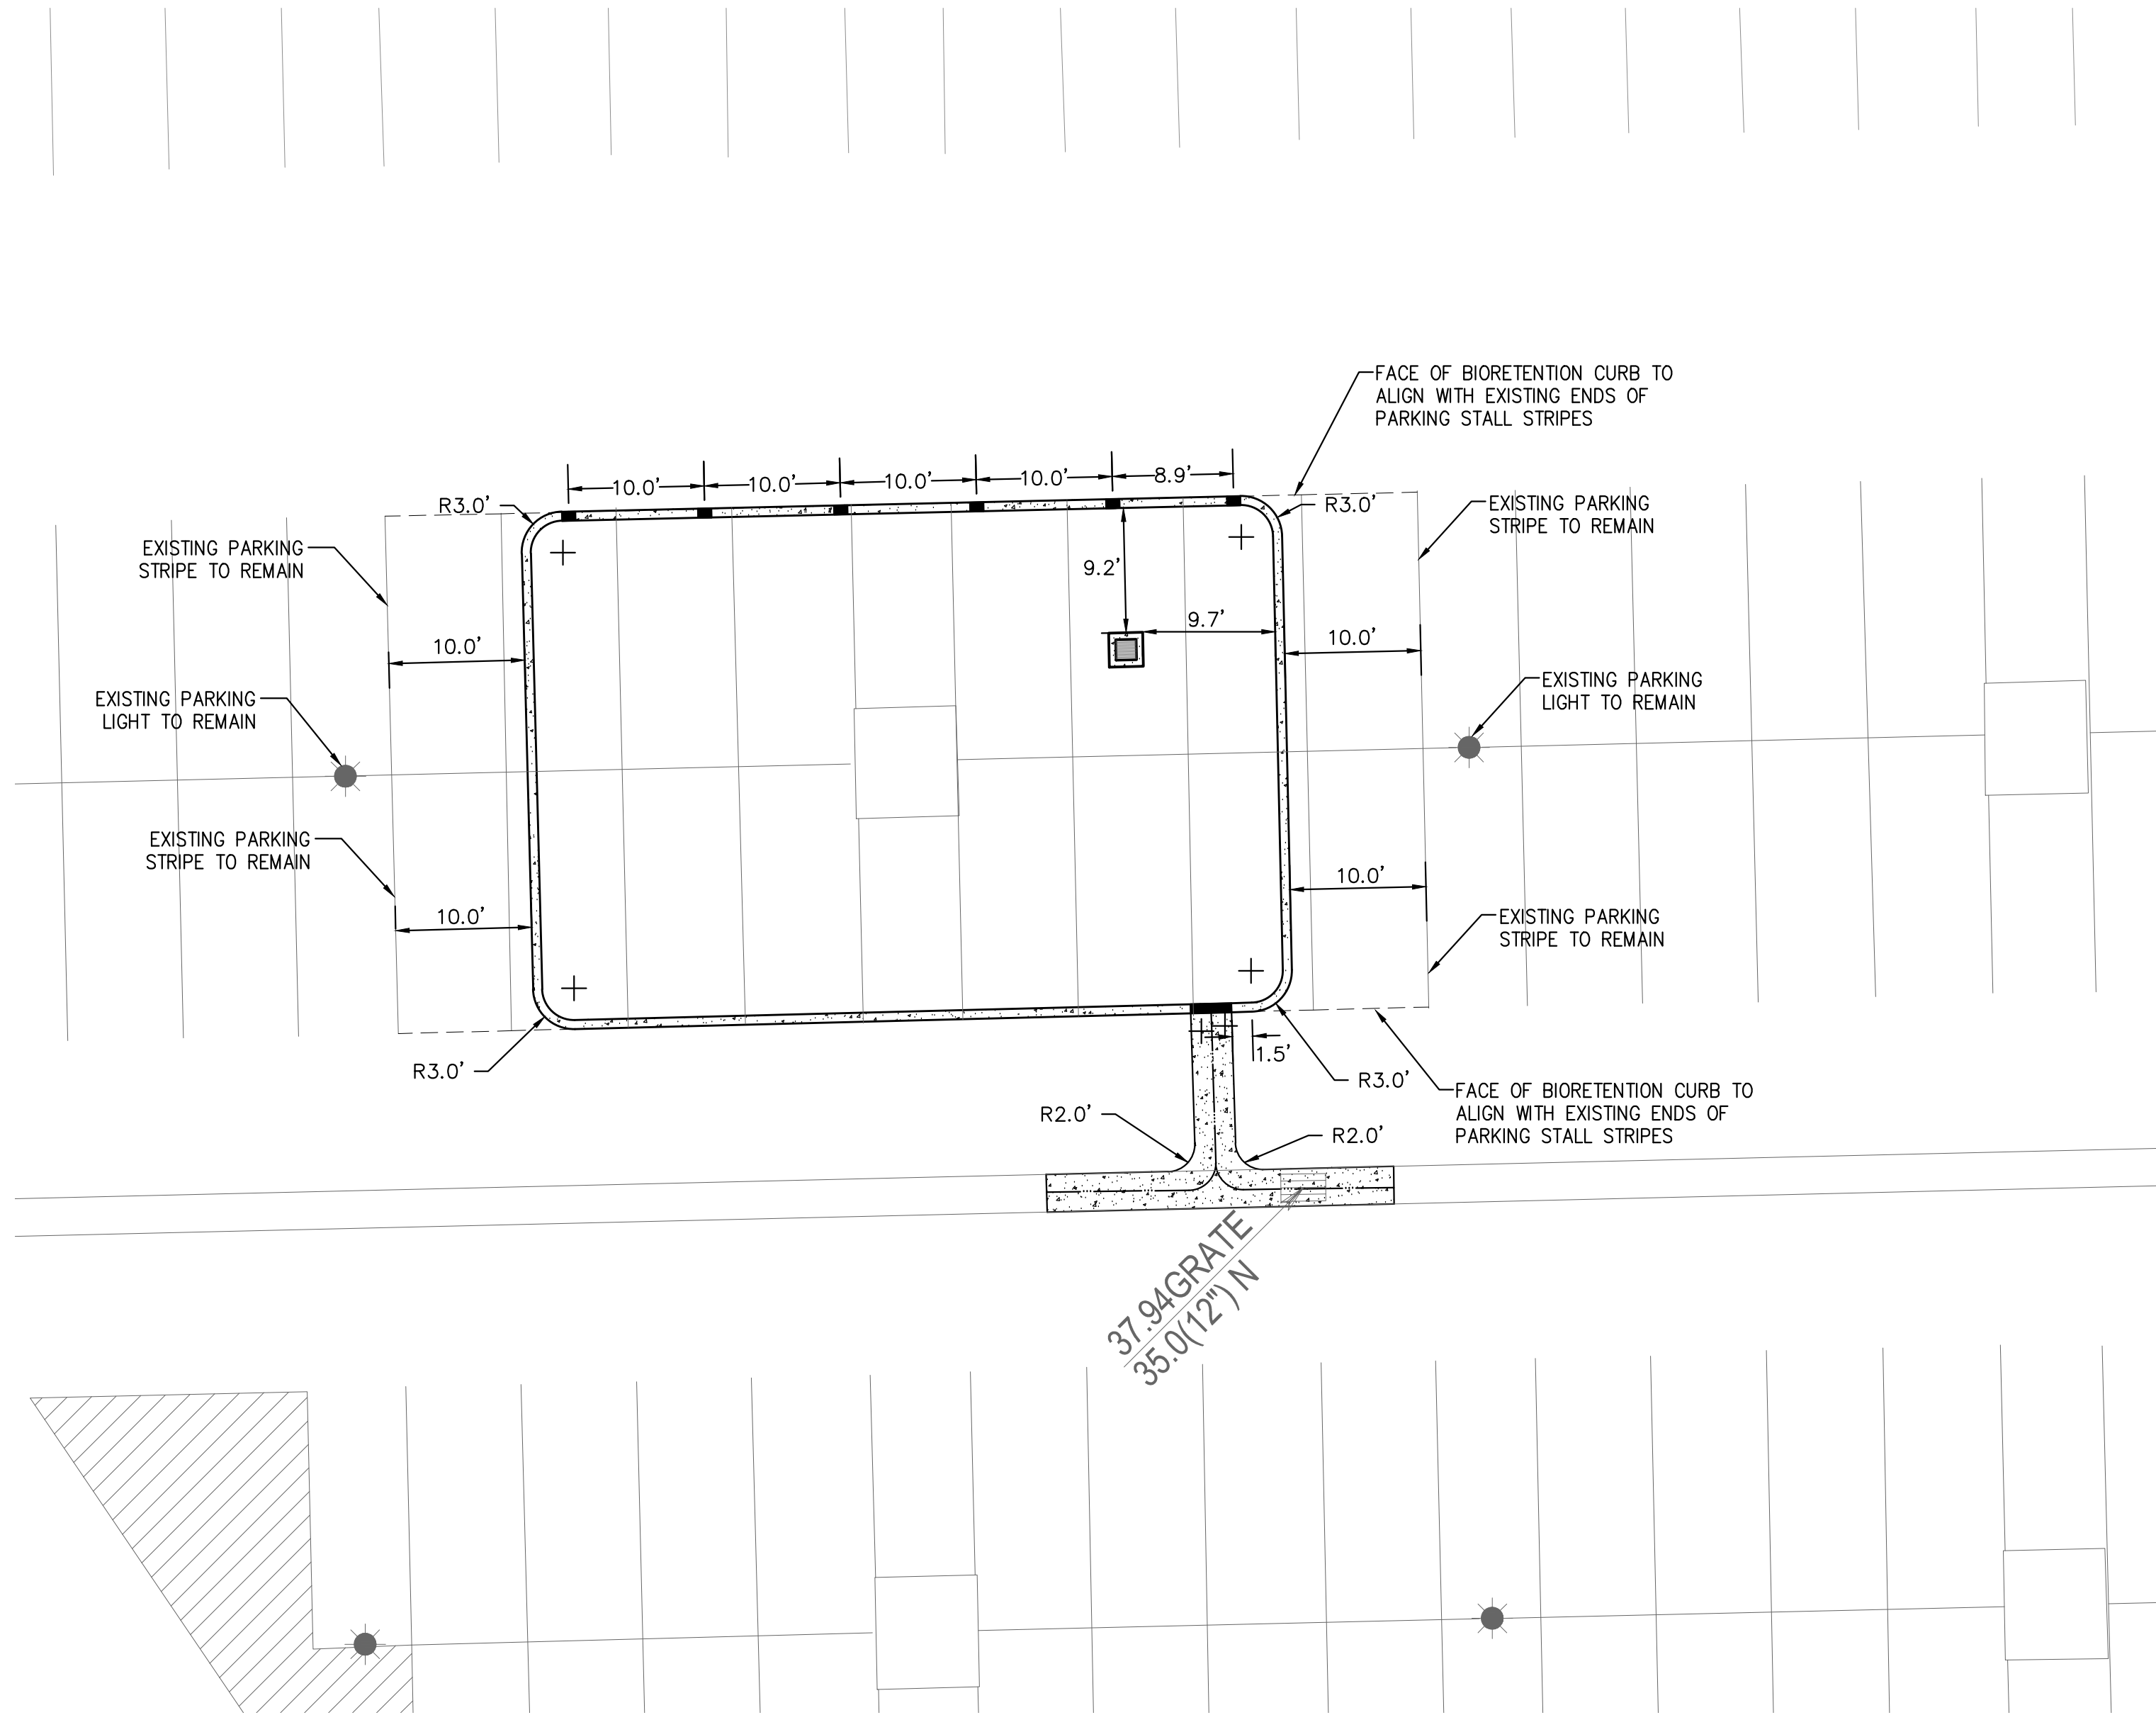 FACE OF BIORETENTION CURB TO
ALIGN WITH EXISTING ENDS OF
PARKING STALL STRIPES
10.0'
10.0'
10.0'
10.0'
8.9'
R3.0'
R3.0'
EXISTING PARKING
STRIPE TO REMAIN
EXISTING PARKING
STRIPE TO REMAIN
9.2'
9.7'
10.0'
10.0'
EXISTING PARKING
LIGHT TO REMAIN
EXISTING PARKING
LIGHT TO REMAIN
EXISTING PARKING
STRIPE TO REMAIN
10.0'
10.0'
EXISTING PARKING
STRIPE TO REMAIN
1.5'
R3.0'
R3.0'
FACE OF BIORETENTION CURB TO
ALIGN WITH EXISTING ENDS OF
PARKING STALL STRIPES
R2.0'
R2.0'
37.94GRATE
35.0(12") N